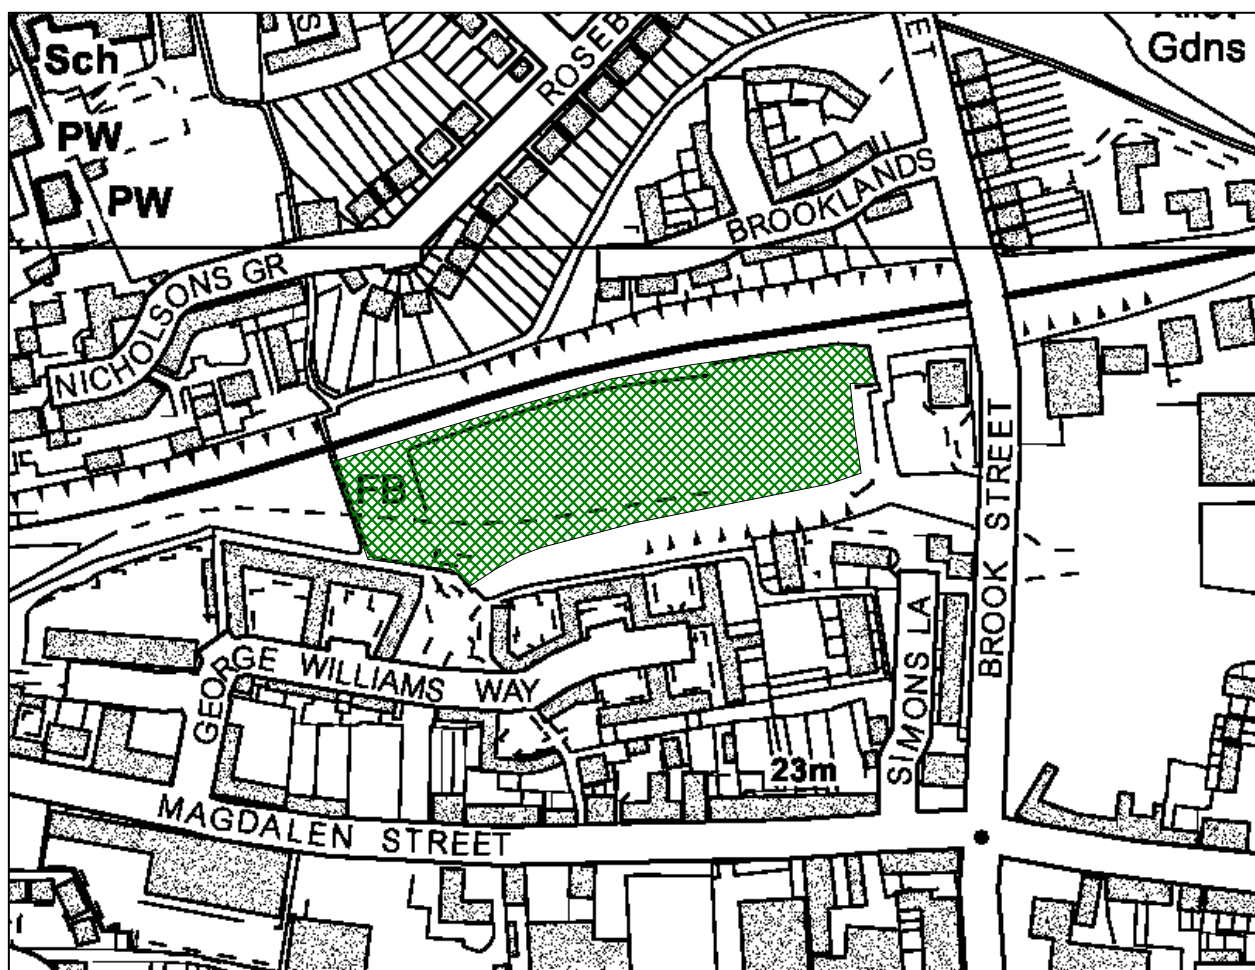 Sch
Gdns
PW
PW
ROSEB
ET
BROOKLANDS
NICHOLSONS GR
FB
BROOK STREET
GEORGE WILLIAMS WAY
SIMONS LA
23m
MAGDALEN STREET